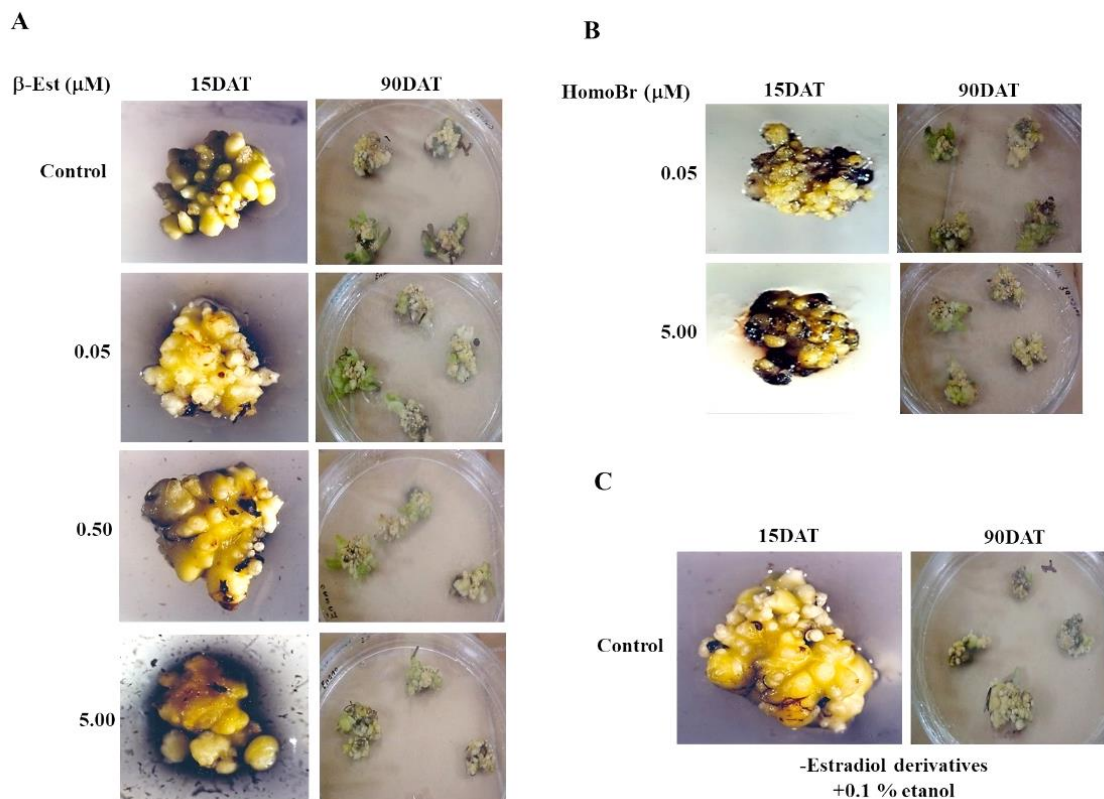 A
β-Est (μM)
15DAT
90DAT
Control
0.05
0.50
5.00
B
HomoBr (μM)
15DAT
90DAT
0.05
5.00
C
15DAT
90DAT
Control
-Estradiol derivatives
+0.1 % etanol